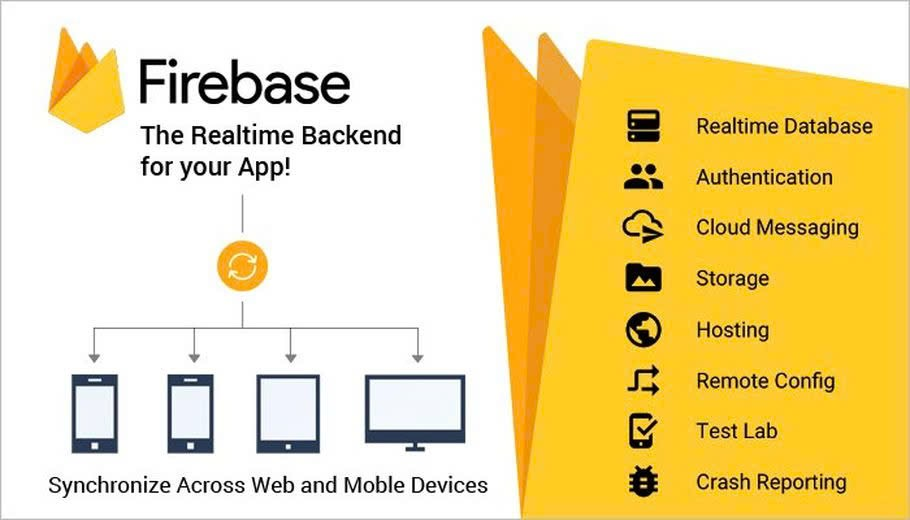 Firebase
The Realtime Backend
for your App!
Synchronize Across Web and Moble Devices
Realtime Database
Authentication
Cloud Messaging
Storage
Hosting
Remote Config
Test Lab
Crash Reporting